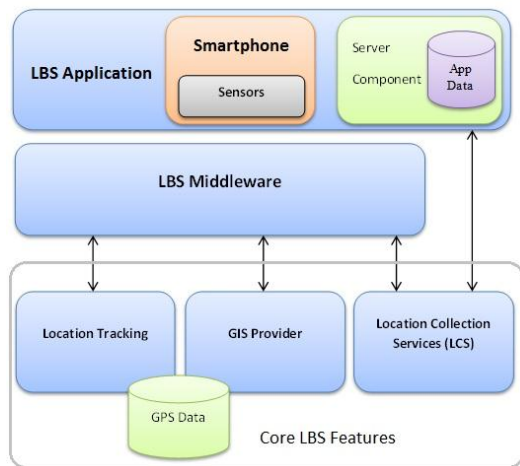 LBS Application
Smartphone
Sensors
Server
Component
App
Data
LBS Middleware
Location Tracking
GIS Provider
Location Collection
Services (LCS)
GPS Data
Core LBS Features